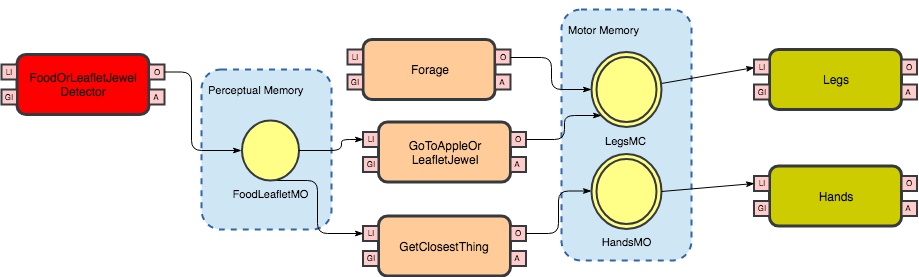 Motor Memory
LI
FoodOrLeafletJewel
Detector
O
GI
A
Perceptual Memory
FoodLeafletMO
LI
Forage
O
GI
A
LI
GoToAppleOr
LeafletJewel
O
GI
A
LI
GetClosestThing
O
GI
A
LegsMC
HandsMO
LI
Legs
O
GI
A
LI
Hands
O
GI
A